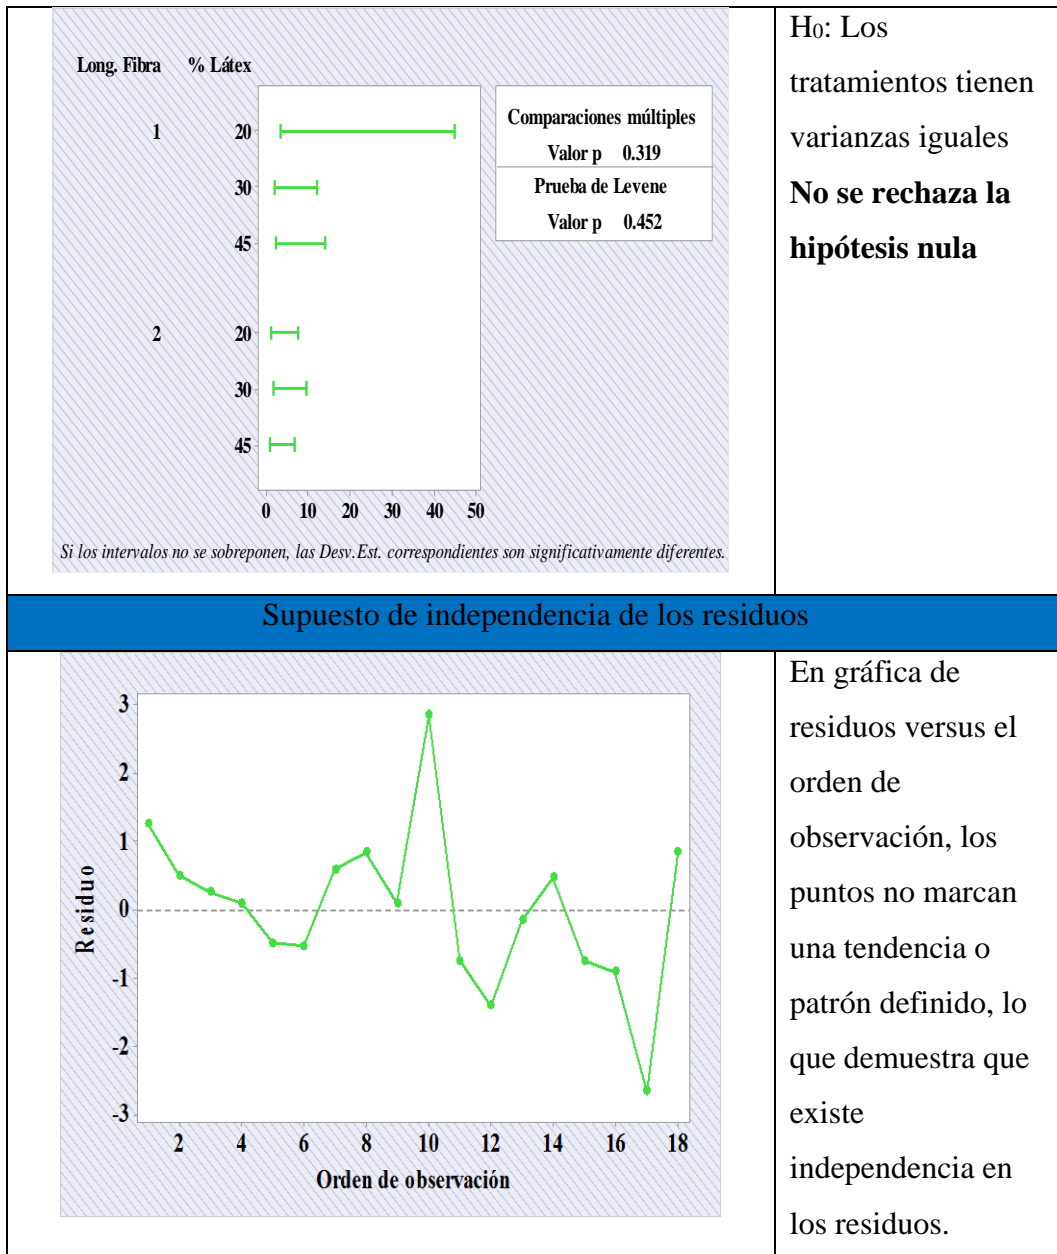 Long. Fibra % Látex
1 20
30
45
2 20
30
45
0 10 20 30 40 50
Comparaciones múltiples
Valor p 0.319
Prueba de Levene
Valor p 0.452
Si los intervalos no se sobreponen, las Desv.Est. correspondientes son significativamente diferentes.
H0: Los
tratamientos tienen
varianzas iguales
No se rechaza la
hipótesis nula
Supuesto de independencia de los residuos
3
2
1
0
-1
-2
-3
Residuo
2 4 6 8 10 12 14 16 18
Orden de observación
En gráfica de
residuos versus el
orden de
observación, los
puntos no marcan
una tendencia o
patrón definido, lo
que demuestra que
existe
independencia en
los residuos.